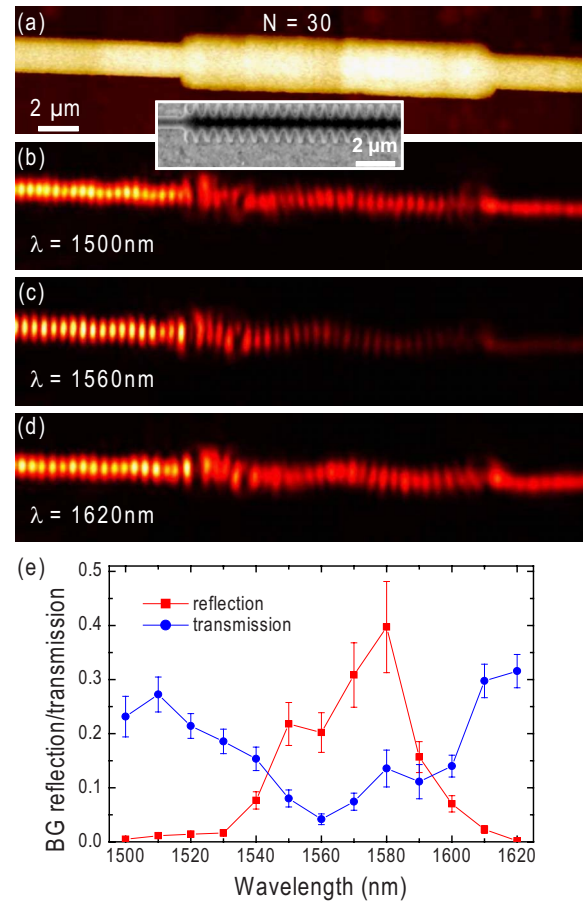 (a)
N = 30
2 µm
2 µm
(b)
λ = 1500nm
(c)
λ = 1560nm
(d)
λ = 1620nm
(e)
0.5
0.4
0.3
0.2
0.1
0.0
BG reflection/transmission
reflection
transmission
1500 1520 1540 1560 1580 1600 1620
Wavelength (nm)